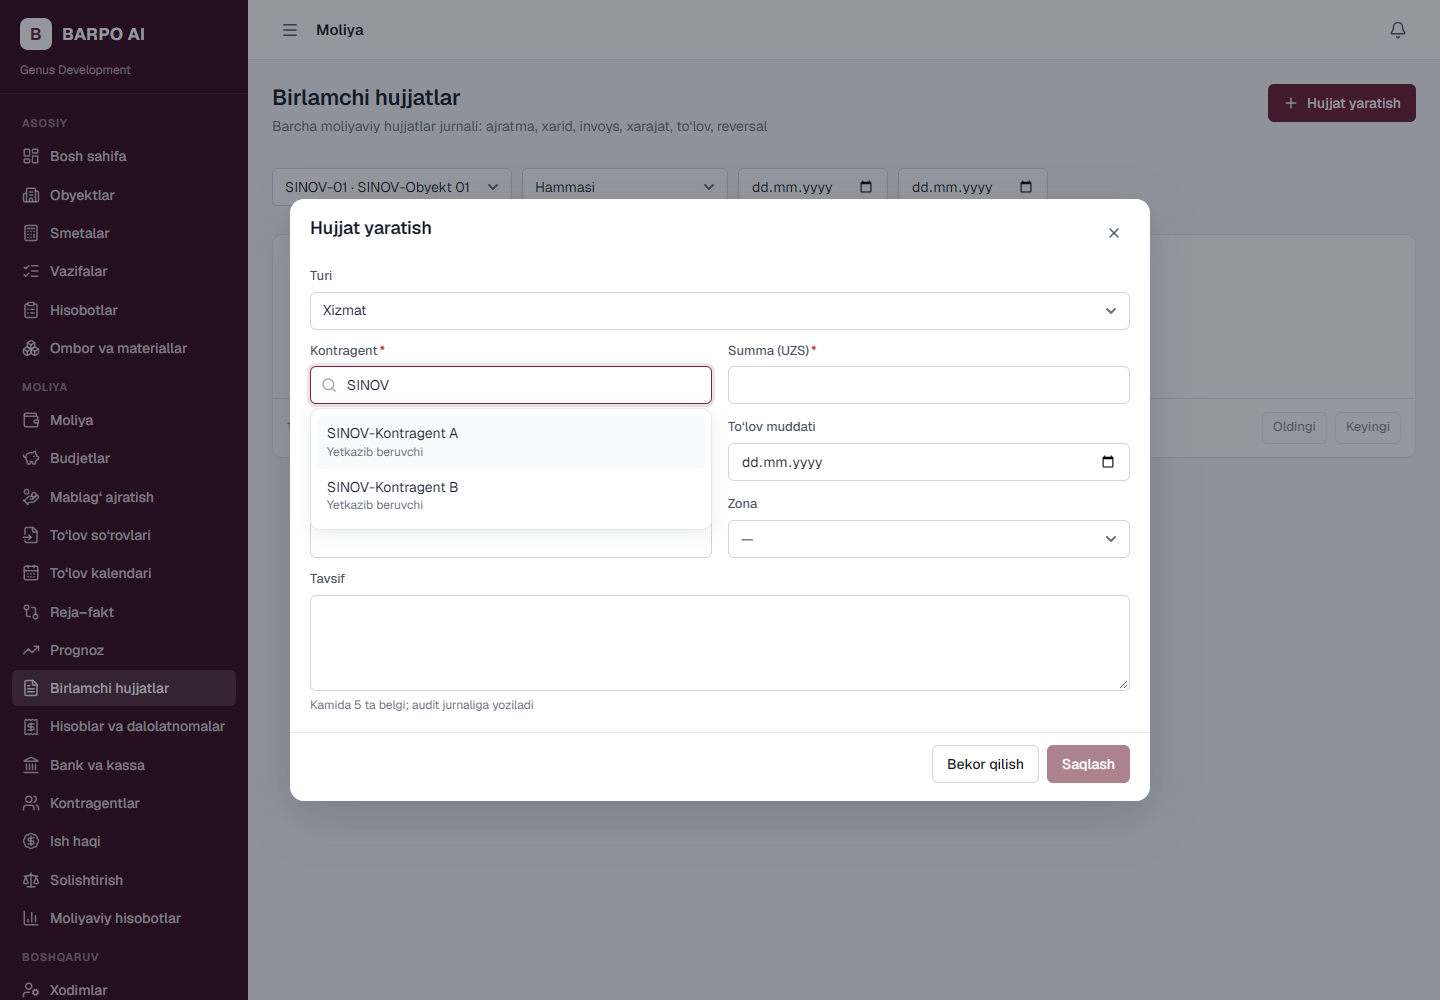 B BARPO AI
Genus Development
ASOSIY
Bosh sahifa
Obyektlar
Smetalar
Vazifalar
Hisobotlar
Ombor va materiallar
MOLIYA
Moliya
Budjetlar
Mablag‘ ajratish
To‘lov so‘rovlari
To‘lov kalendari
Reja–fakt
Prognoz
Birlamchi hujjatlar
Hisoblar va dalolatnomalar
Bank va kassa
Kontragentlar
Ish haqi
Solishtirish
Moliyaviy hisobotlar
BOSHQARUV
Xodimlar
Moliya
Birlamchi hujjatlar
Barcha moliyaviy hujjatlar jurnali: ajratma, xarid, invoys, xarajat, to‘lov, reversal
Hujjat yaratish
SINOV-01 · SINOV-Obyekt 01
Hammasi
dd.mm.yyyy
dd.mm.yyyy
Oldingi
Keyingi
Hujjat yaratish
Turi
Xizmat
Kontragent*
SINOV
SINOV-Kontragent A
Yetkazib beruvchi
SINOV-Kontragent B
Yetkazib beruvchi
Summa (UZS)*
To‘lov muddati
dd.mm.yyyy
Zona
—
Tavsif
Kamida 5 ta belgi; audit jurnaliga yoziladi
Bekor qilish
Saqlash